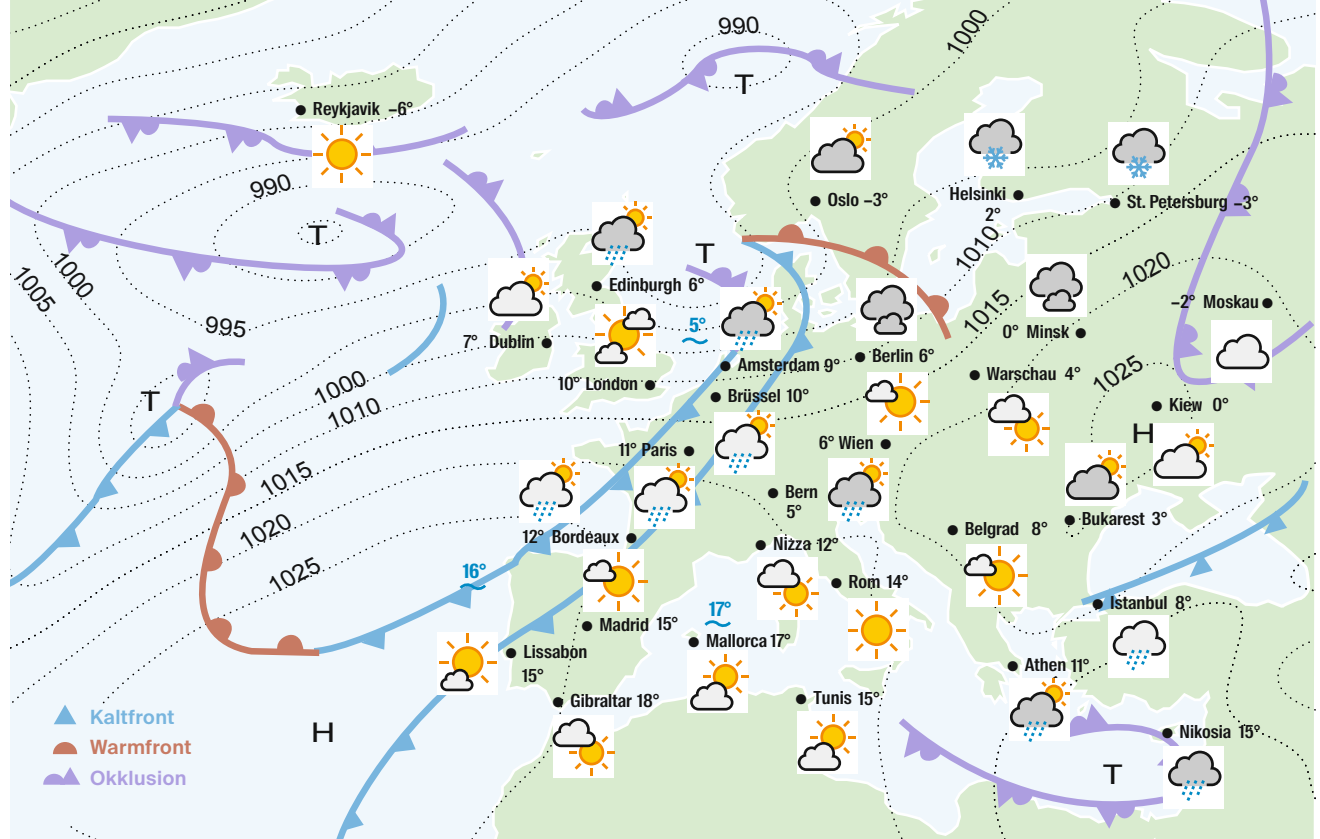 990
1000
T
Reykjavik –6°
990
T
Oslo –3°
Helsinki
2°
St. Petersburg –3°
1010
1020
T
1005
1000
995
Edinburgh 6°
5°
7° Dublin
Amsterdam 9°
Berlin 6°
1015
0° Minsk
–2° Moskau
10° London
Brüssel 10°
Warschau 4°
1025
Kiew 0°
H
T
1000
1010
11° Paris
6° Wien
1015
Bern
5°
Bukarest 3°
1020
12° Bordeaux
Nizza 12°
Belgrad 8°
1025
16°
Rom 14°
Istanbul 8°
17°
Madrid 15°
Mallorca 17°
Lissabon
15°
Athen 11°
Gibraltar 18°
Tunis 15°
Nikosia 15°
H
T
Kaltfront
Warmfront
Okklusion